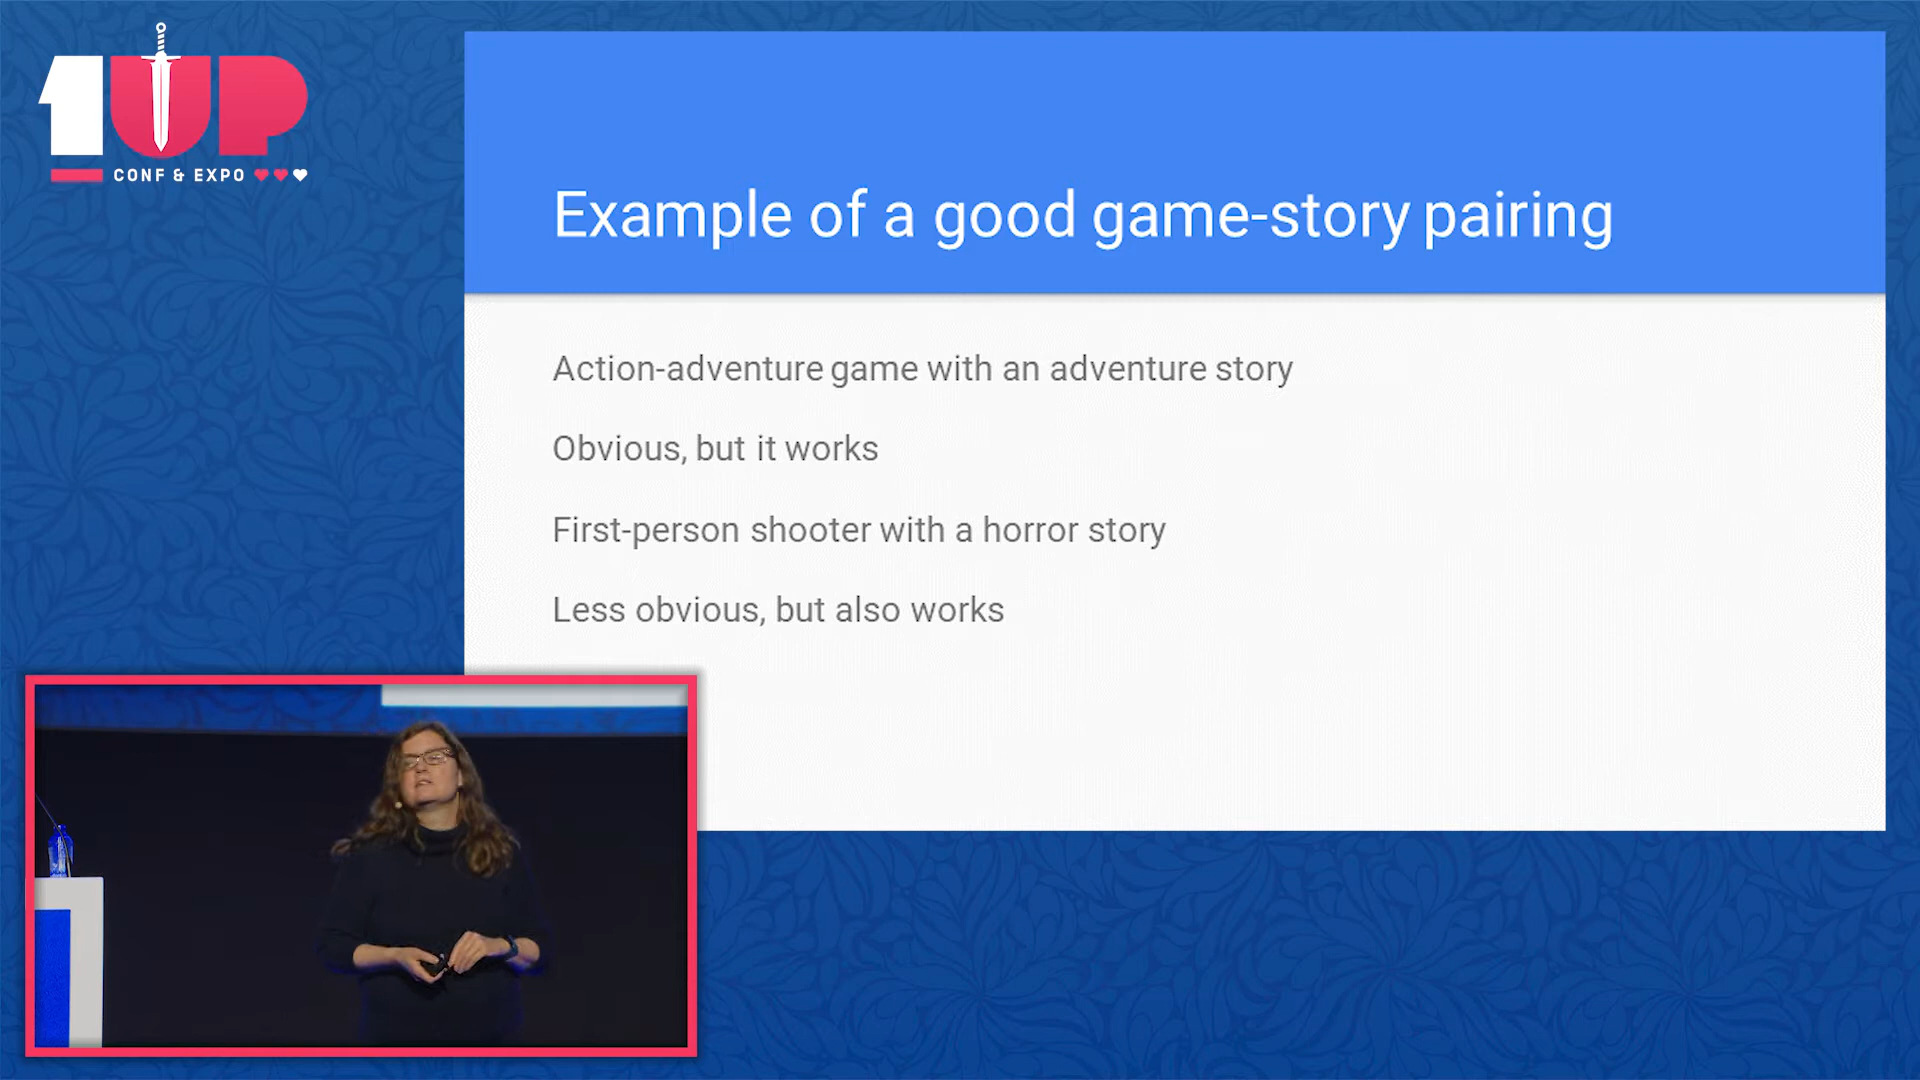 1UP
CONF & EXPO
Example of a good game-story pairing
Action-adventure game with an adventure story
Obvious, but it works
First-person shooter with a horror story
Less obvious, but also works